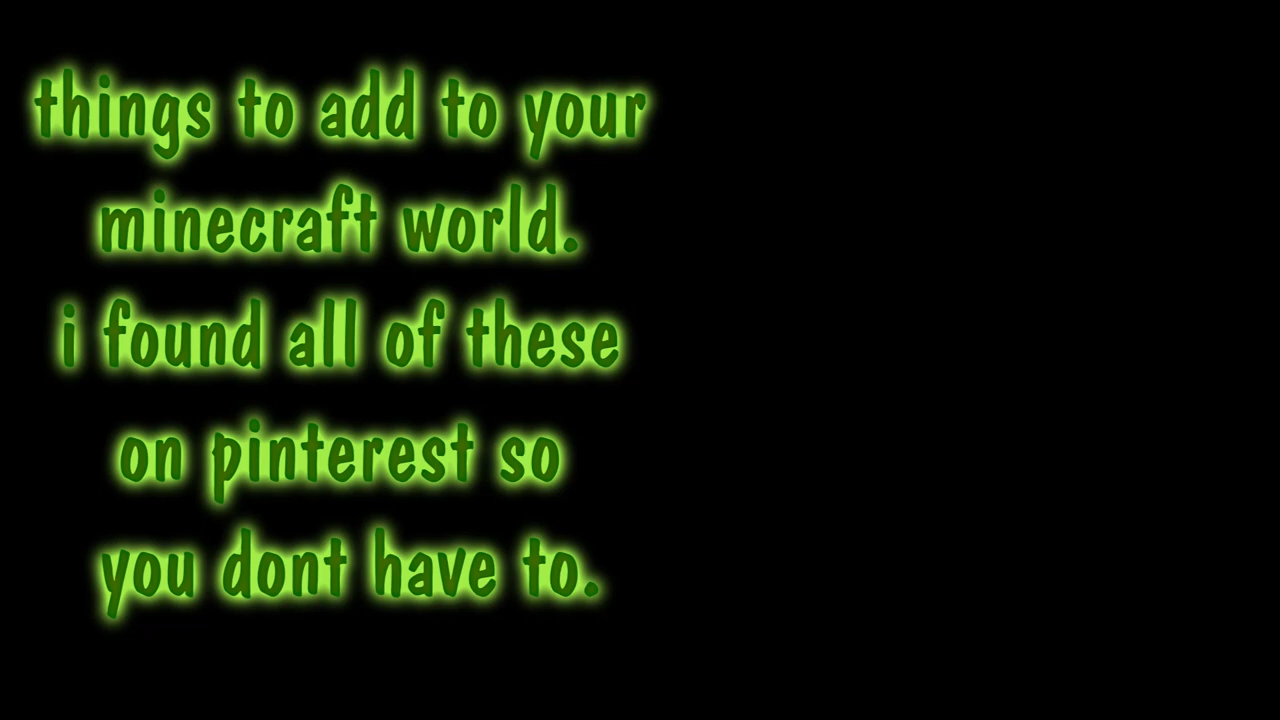 things to add to your
minecraft world.
i found all of these
on pinterest so
you dont have to.